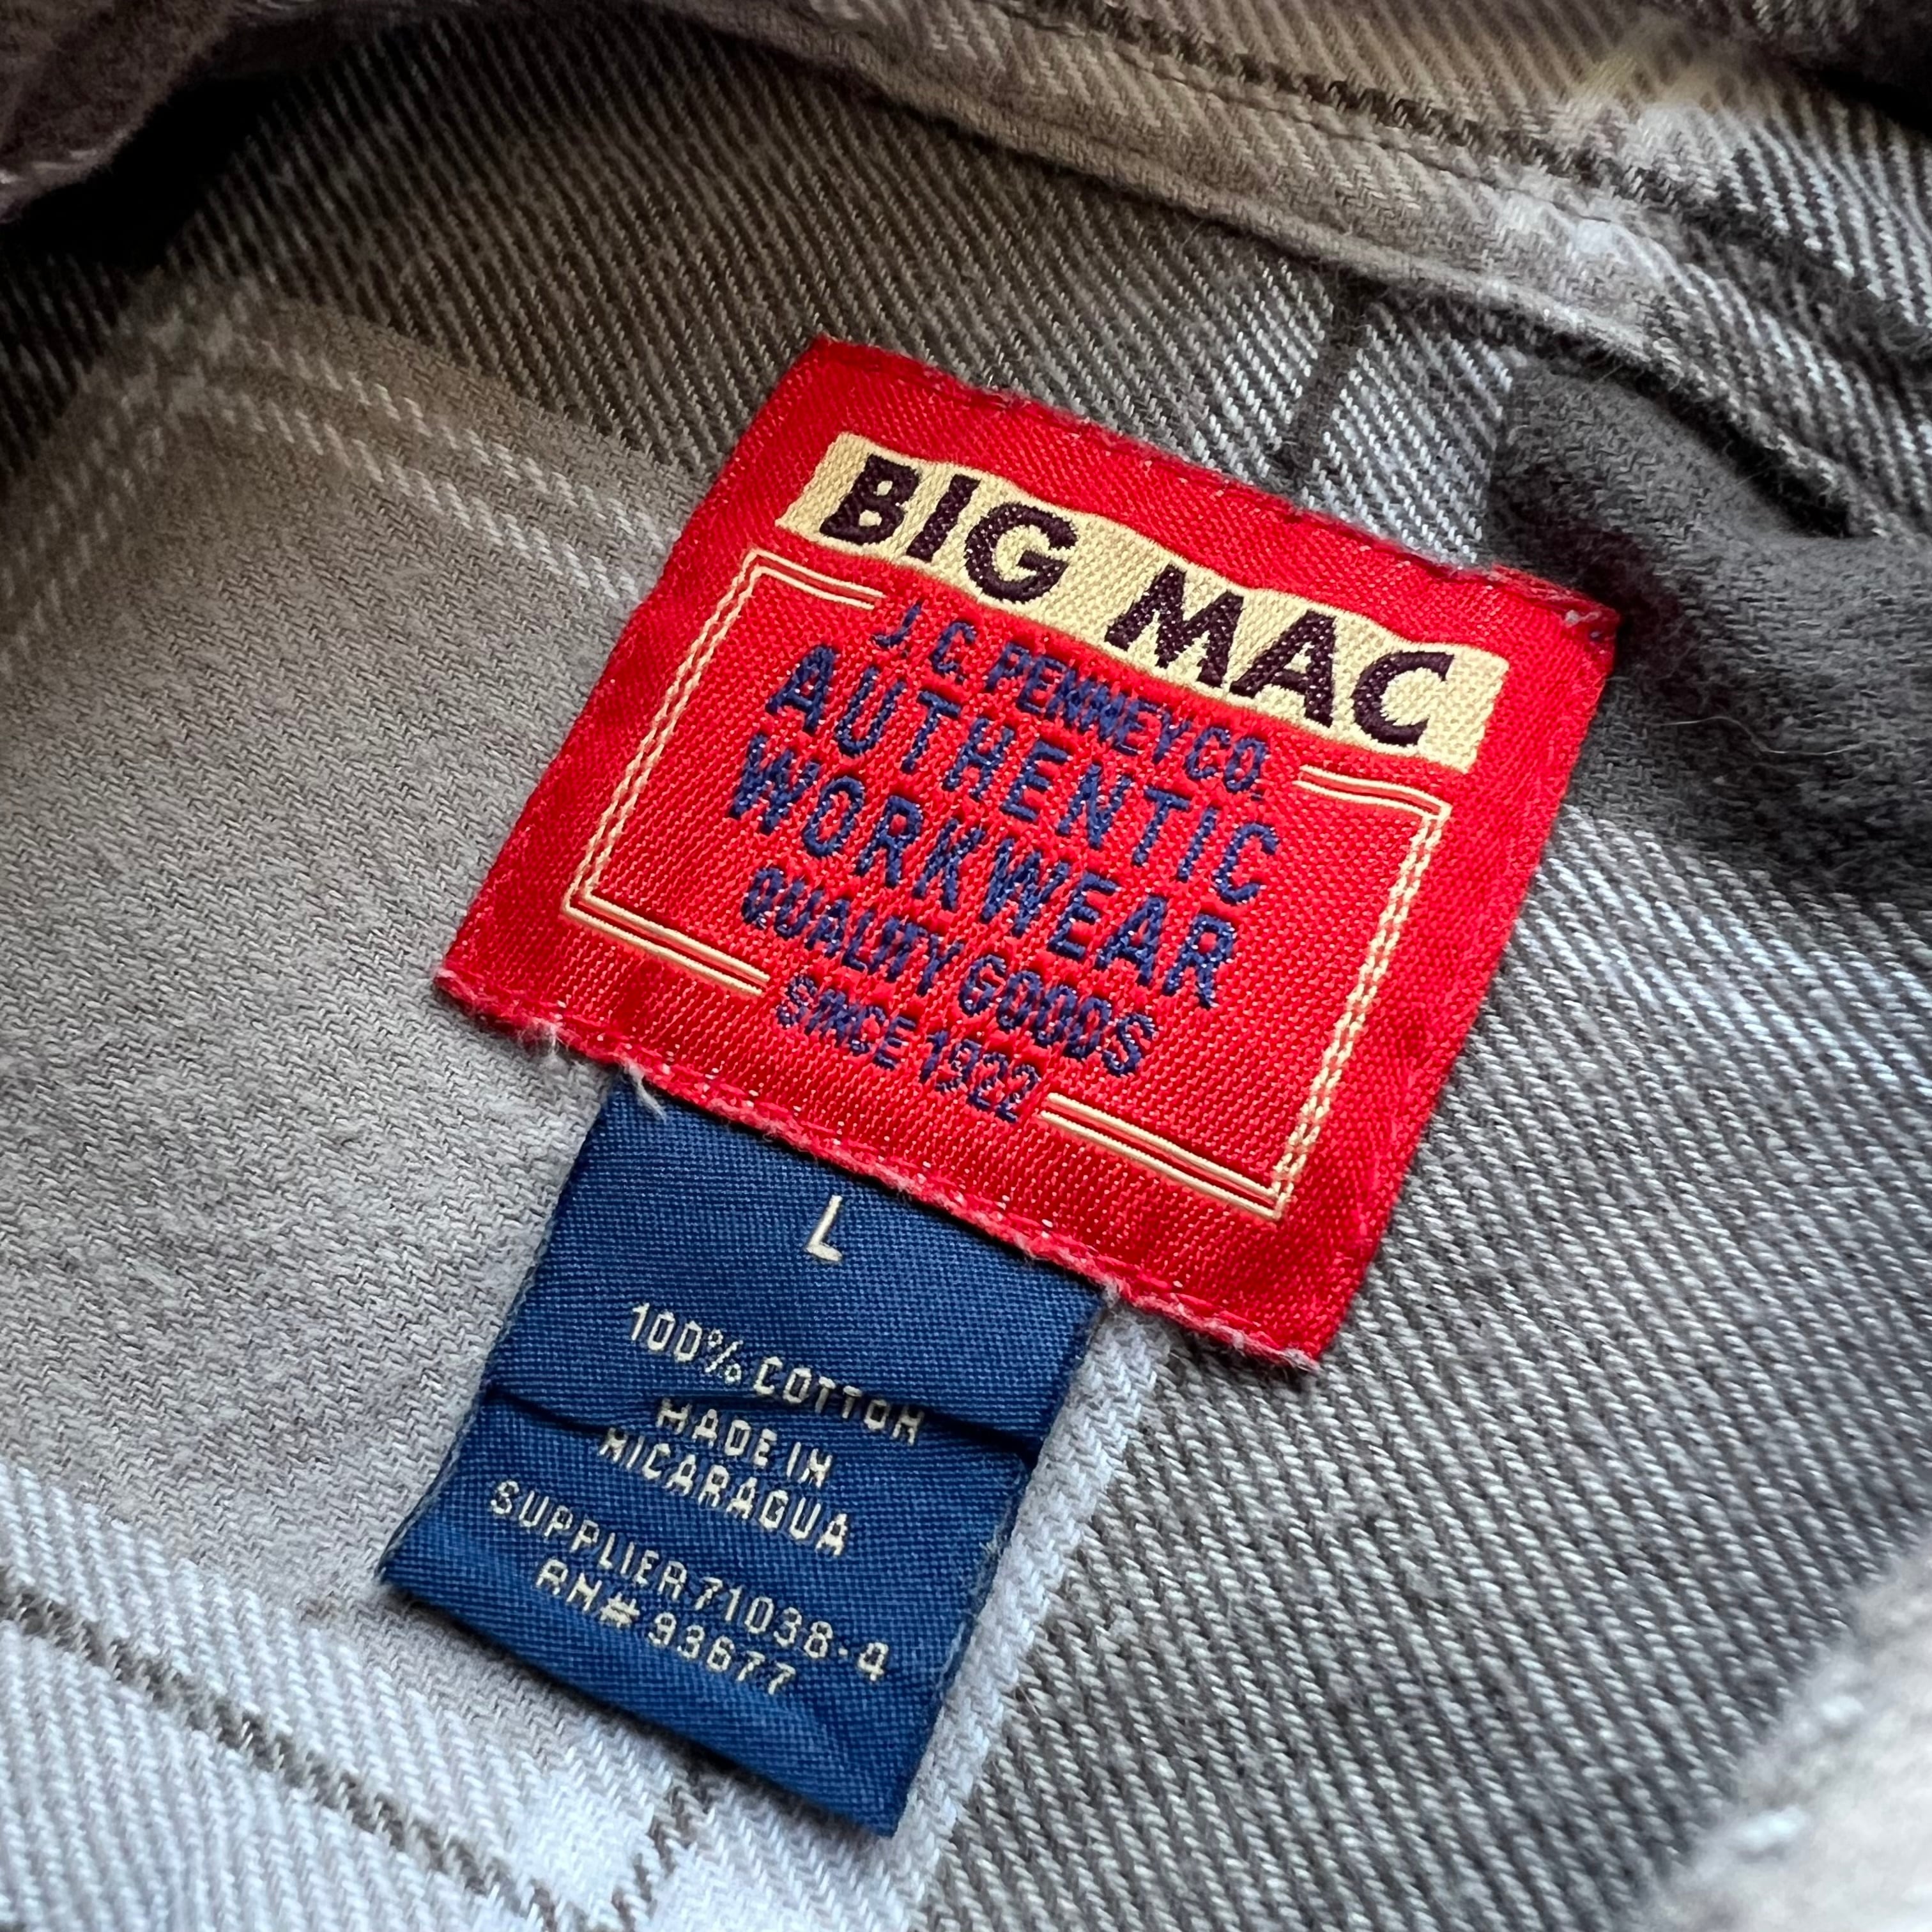 BIG MAC
J.C. PENNEY CO.
AUTHENTIC
WORKWEAR
QUALITY GOODS
SINCE 1922
L
100% COTTON
MADE IN
NICARAGUA
SUPPLIER 71038-4
RN# 93677